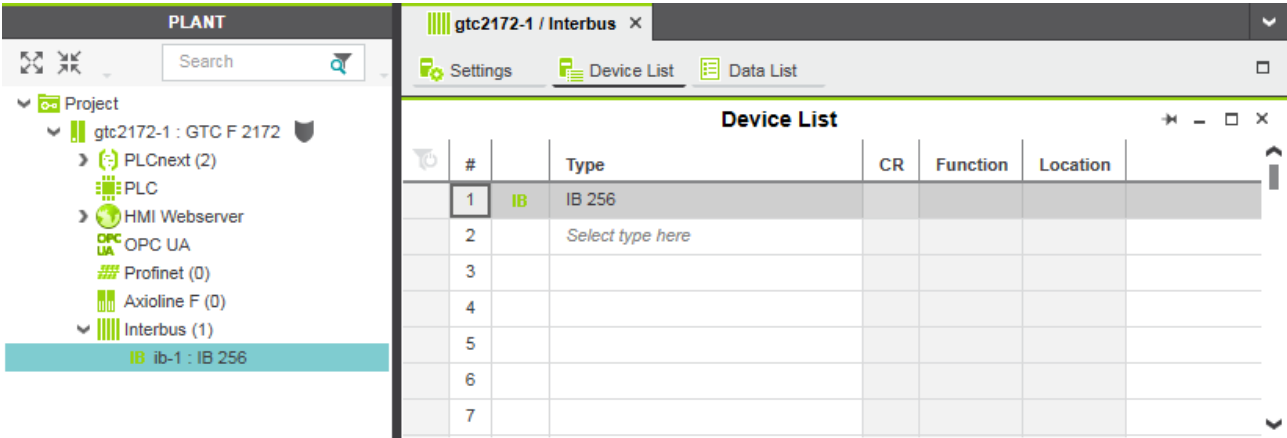 PLANT
Search
Project
gtc2172-1 : GTC F 2172
PLCnext (2)
PLC
HMI Webserver
OPC UA OPC UA
Profinet (0)
Axioline F (0)
Interbus (1)
IB ib-1 : IB 256
gtc2172-1 / Interbus
Settings Device List Data List
Device List
# Type CR Function Location
1 IB IB 256
2 Select type here
3
4
5
6
7